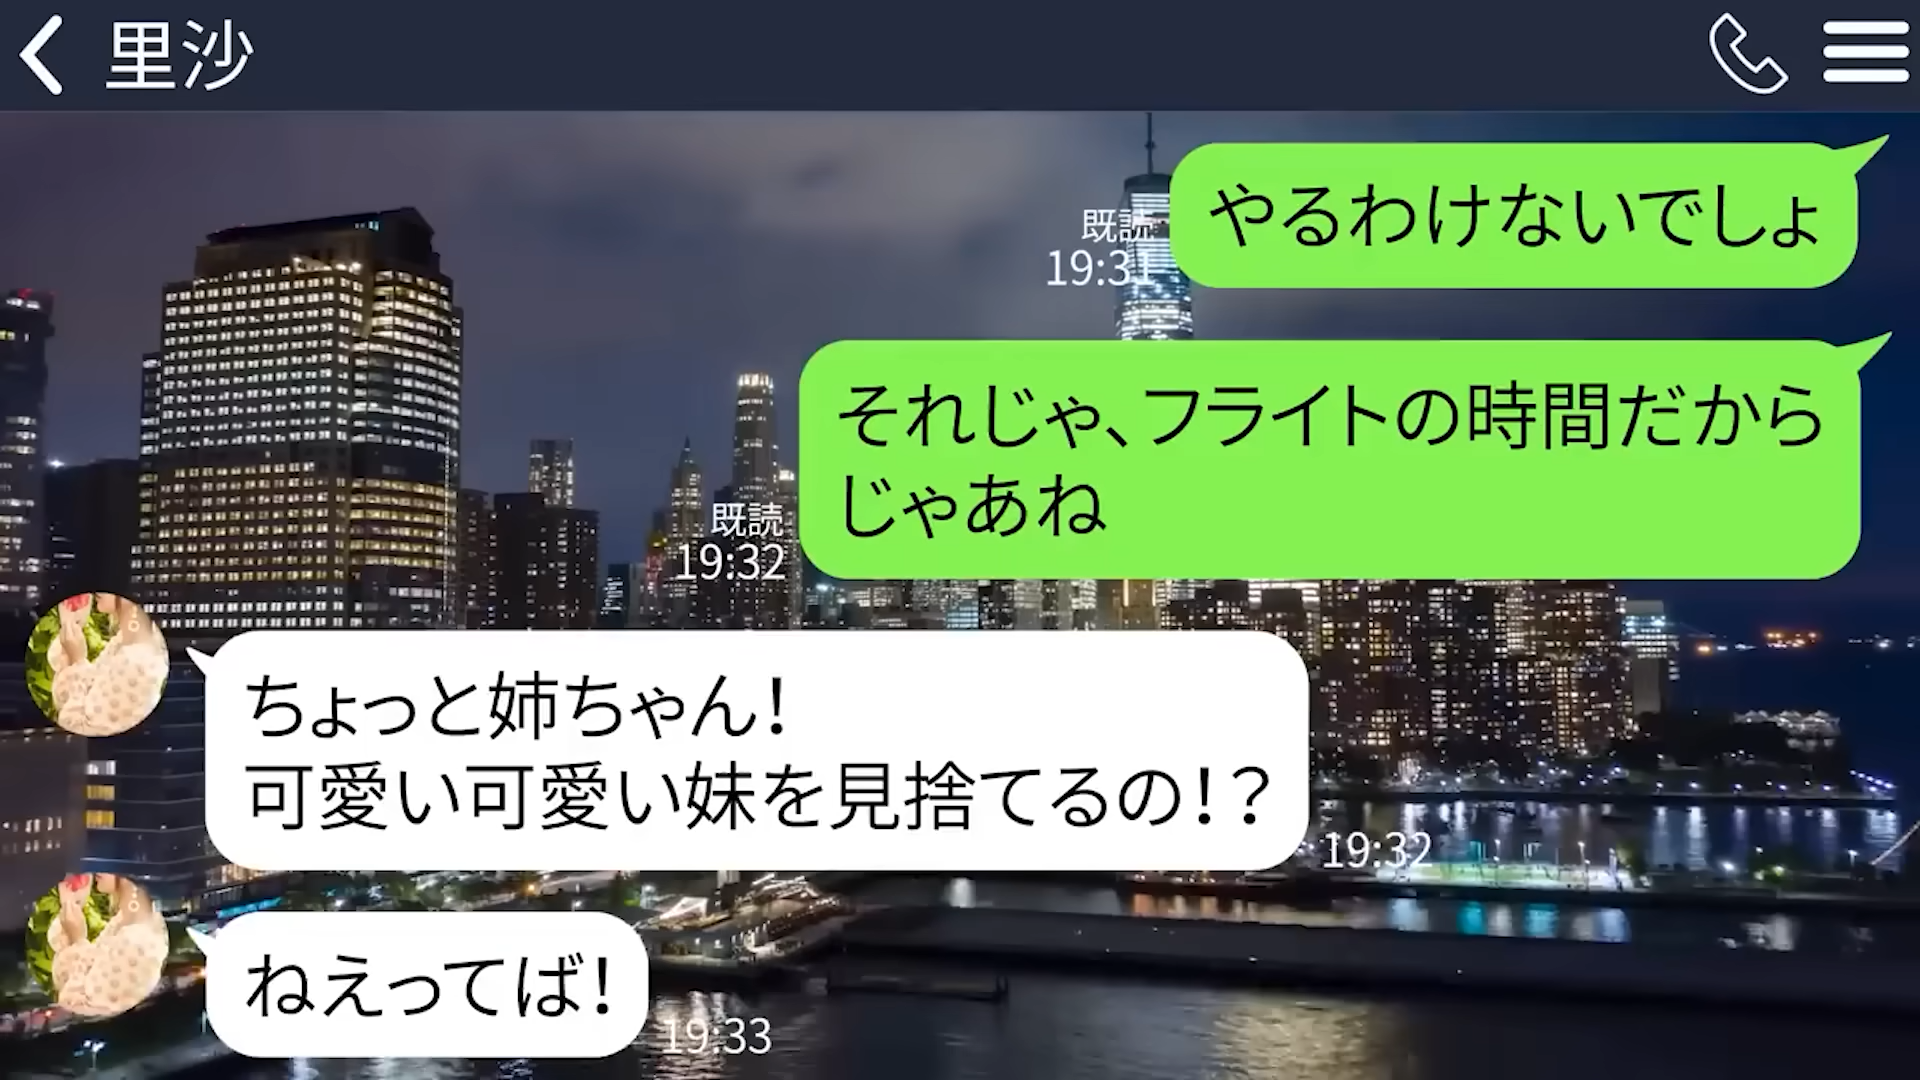 里沙
やるわけないでしょ
既読
19:31
それじゃ、フライトの時間だから
じゃあね
既読
19:32
ちょっと姉ちゃん!
可愛い可愛い妹を見捨てるの!?
19:32
ねえってば!
19:33